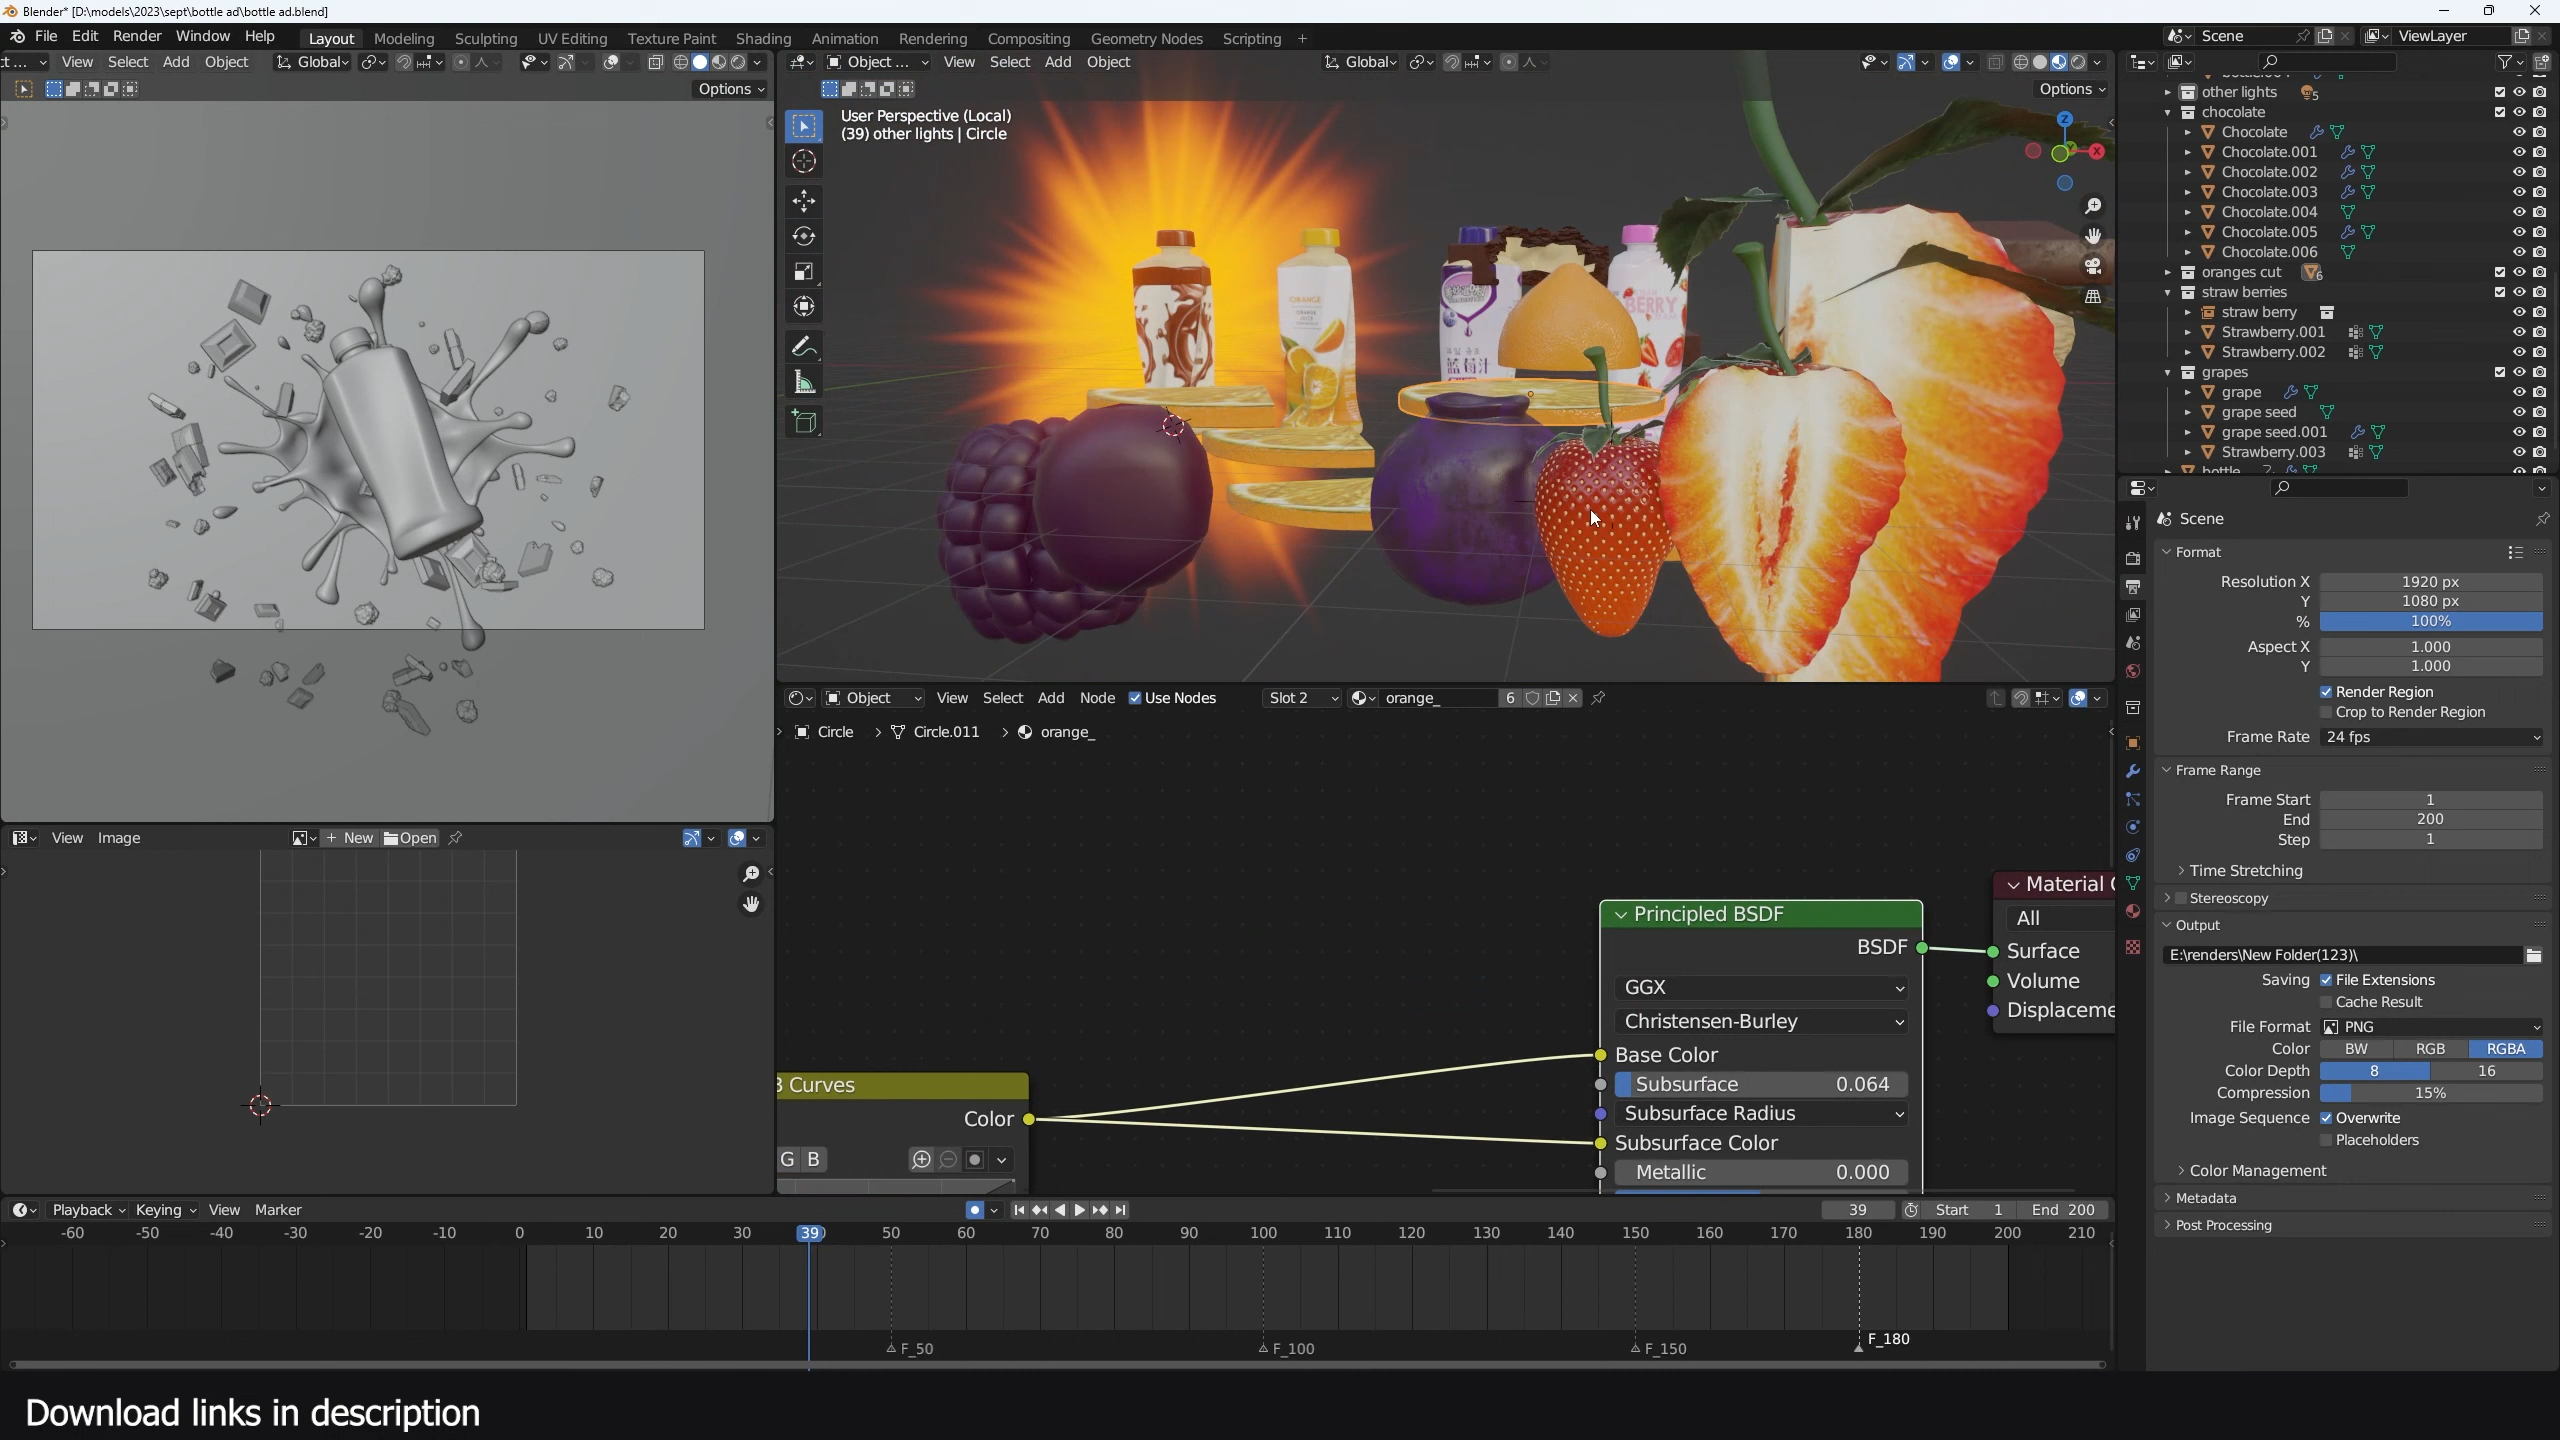 Blender* [D:\models\2023\sept\bottle ad\bottle ad.blend]
File Edit Render Window Help Layout Modeling Sculpting UV Editing Texture Paint Shading Animation Rendering Compositing Geometry Nodes Scripting + Scene ViewLayer
View Select Add Object Global
Options
Object ... View Select Add Object Global
Options
User Perspective (Local)
(39) other lights | Circle
Z
X
ORANGE
BERRY
other lights 5
chocolate
Chocolate
Chocolate.001
Chocolate.002
Chocolate.003
Chocolate.004
Chocolate.005
Chocolate.006
oranges cut 6
straw berries
straw berry
Strawberry.001
Strawberry.002
grapes
grape
grape seed
grape seed.001
Strawberry.003
bottle
Scene
Format
Resolution X 1920 px
Y 1080 px
% 100%
Aspect X 1.000
Y 1.000
Render Region
Crop to Render Region
Frame Rate 24 fps
Frame Range
Frame Start 1
End 200
Step 1
Time Stretching
Stereoscopy
Output
E:\renders\New Folder(123)\
Saving File Extensions
Cache Result
File Format PNG
Color BW RGB RGBA
Color Depth 8 16
Compression 15%
Image Sequence Overwrite
Placeholders
Color Management
Metadata
Post Processing
Object View Select Add Node Use Nodes Slot 2 orange_ 6
Circle > Circle.011 > orange_
Principled BSDF
BSDF
GGX
Christensen-Burley
Base Color
Subsurface 0.064
Subsurface Radius
Subsurface Color
Metallic 0.000
Material
All
Surface
Volume
Displaceme
B Curves
Color
G B
View Image + New Open
Playback Keying View Marker 39 Start 1 End 200
-60 -50 -40 -30 -20 -10 0 10 20 30 39 50 60 70 80 90 100 110 120 130 140 150 160 170 180 190 200 210
F_50 F_100 F_150 F_180
Download links in description